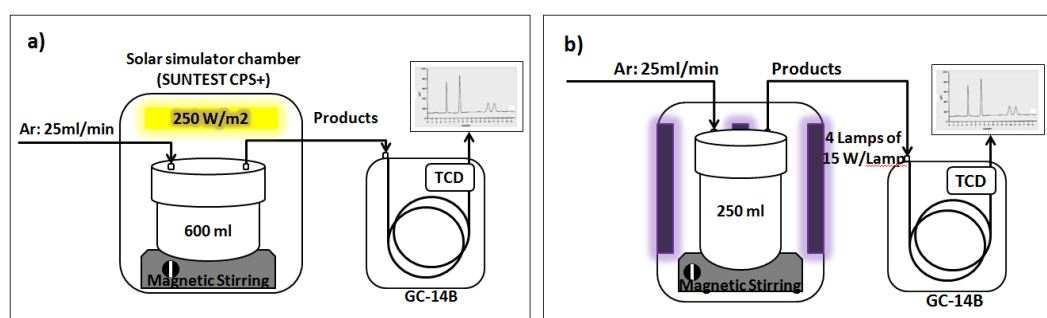 a)
Solar simulator chamber
(SUNTEST CPS+)
250 W/m2
Ar: 25ml/min
Products
TCD
600 ml
Magnetic Stirring
GC-14B
b)
Ar: 25ml/min
Products
4 Lamps of
15 W/Lamp
TCD
250 ml
Magnetic Stirring
GC-14B